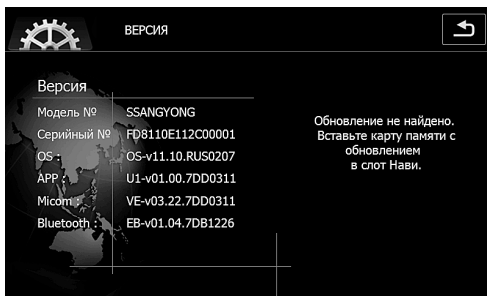 ВЕРСИЯ
Версия
Модель № SSANGYONG
Серийный № FD8110E112C00001
OS : OS-v11.10.RUS0207
APP : U1-v01.00.7DD0311
Micom : VE-v03.22.7DD0311
Bluetooth : EB-v01.04.7DB1226
Обновление не найдено.
Вставьте карту памяти с
обновлением
в слот Нави.